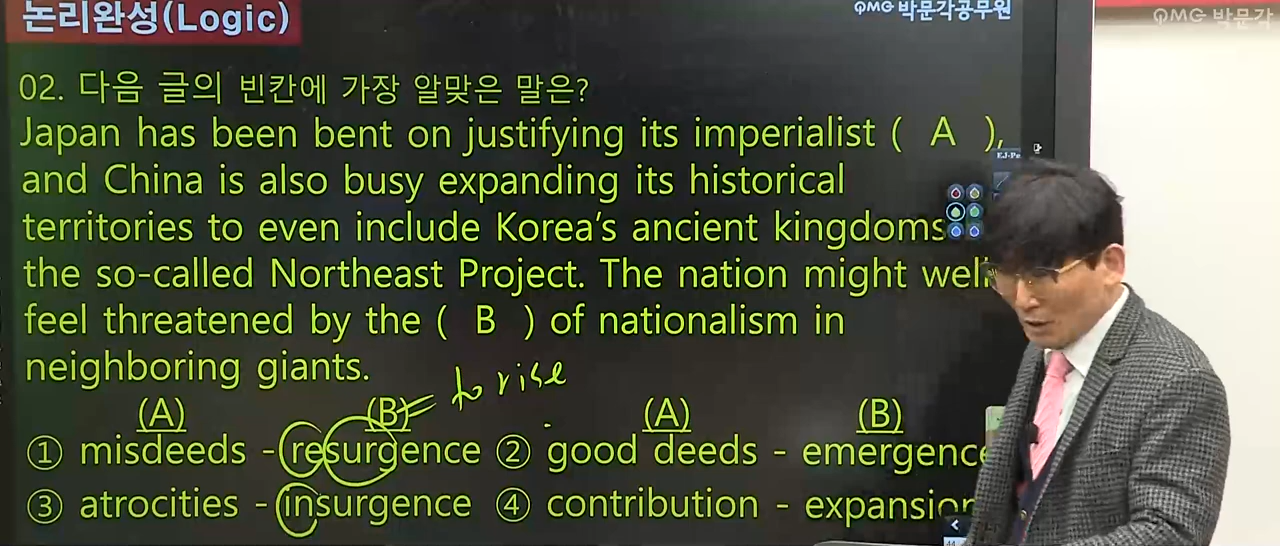 논리완성(Logic)
QMG 박문각공무원
QMG 박문각
02. 다음 글의 빈칸에 가장 알맞은 말은?
Japan has been bent on justifying its imperialist ( A ),
and China is also busy expanding its historical
territories to even include Korea's ancient kingdoms
the so-called Northeast Project. The nation might well
feel threatened by the ( B ) of nationalism in
neighboring giants.
= to rise
(A) (B) (A) (B)
① misdeeds - resurgence ② good deeds - emergence
③ atrocities - insurgence ④ contribution - expansion